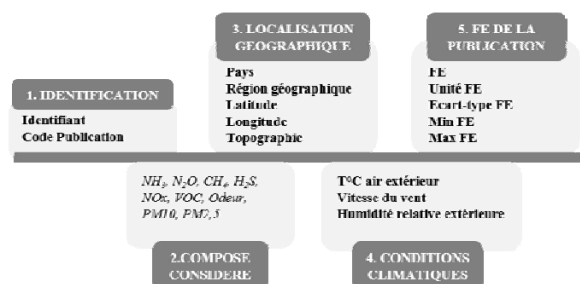 1. IDENTIFICATION
Identifiant
Code Publication
NH₃, N₂O, CH₄, H₂S,
NOx, VOC, Odeur,
PM10, PM2,5
2.COMPOSE
CONSIDERE
3. LOCALISATION
GEOGRAPHIQUE
Pays
Région géographique
Latitude
Longitude
Topographie
T°C air extérieur
Vitesse du vent
Humidité relative extérieure
4. CONDITIONS
CLIMATIQUES
5. FE DE LA
PUBLICATION
FE
Unité FE
Ecart-type FE
Min FE
Max FE